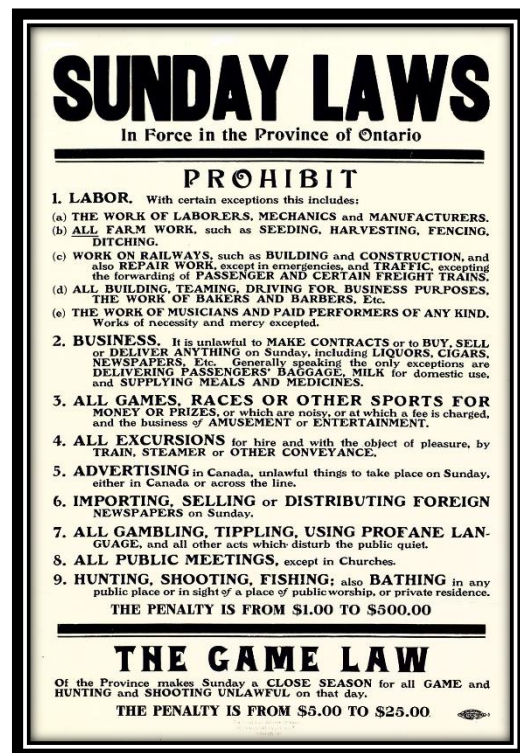 SUNDAY LAWS
In Force in the Province of Ontario
PROHIBIT
1. LABOR. With certain exceptions this includes:
(a) THE WORK OF LABORERS, MECHANICS and MANUFACTURERS.
(b) ALL FARM WORK, such as SEEDING, HARVESTING, FENCING,
DITCHING.
(c) WORK ON RAILWAYS, such as BUILDING and CONSTRUCTION, and
also REPAIR WORK, except in emergencies, and TRAFFIC, excepting
the forwarding of PASSENGER AND CERTAIN FREIGHT TRAINS.
(d) ALL BUILDING, TEAMING, DRIVING FOR BUSINESS PURPOSES,
THE WORK OF BAKERS AND BARBERS, Etc.
(e) THE WORK OF MUSICIANS AND PAID PERFORMERS OF ANY KIND.
Works of necessity and mercy excepted.
2. BUSINESS. It is unlawful to MAKE CONTRACTS or to BUY, SELL
or DELIVER ANYTHING on Sunday, including LIQUORS, CIGARS,
NEWSPAPERS, Etc. Generally speaking the only exceptions are
DELIVERING PASSENGERS' BAGGAGE, MILK for domestic use,
and SUPPLYING MEALS AND MEDICINES.
3. ALL GAMES, RACES OR OTHER SPORTS FOR
MONEY OR PRIZES, or which are noisy, or at which a fee is charged,
and the business of AMUSEMENT or ENTERTAINMENT.
4. ALL EXCURSIONS for hire and with the object of pleasure, by
TRAIN, STEAMER or OTHER CONVEYANCE.
5. ADVERTISING in Canada, unlawful things to take place on Sunday,
either in Canada or across the line.
6. IMPORTING, SELLING or DISTRIBUTING FOREIGN
NEWSPAPERS on Sunday.
7. ALL GAMBLING, TIPPLING, USING PROFANE LAN-
GUAGE, and all other acts which disturb the public quiet.
8. ALL PUBLIC MEETINGS, except in Churches.
9. HUNTING, SHOOTING, FISHING; also BATHING in any
public place or in sight of a place of public worship, or private residence.
THE PENALTY IS FROM $1.00 TO $500.00
THE GAME LAW
Of the Province makes Sunday a CLOSE SEASON for all GAME and
HUNTING and SHOOTING UNLAWFUL on that day.
THE PENALTY IS FROM $5.00 TO $25.00